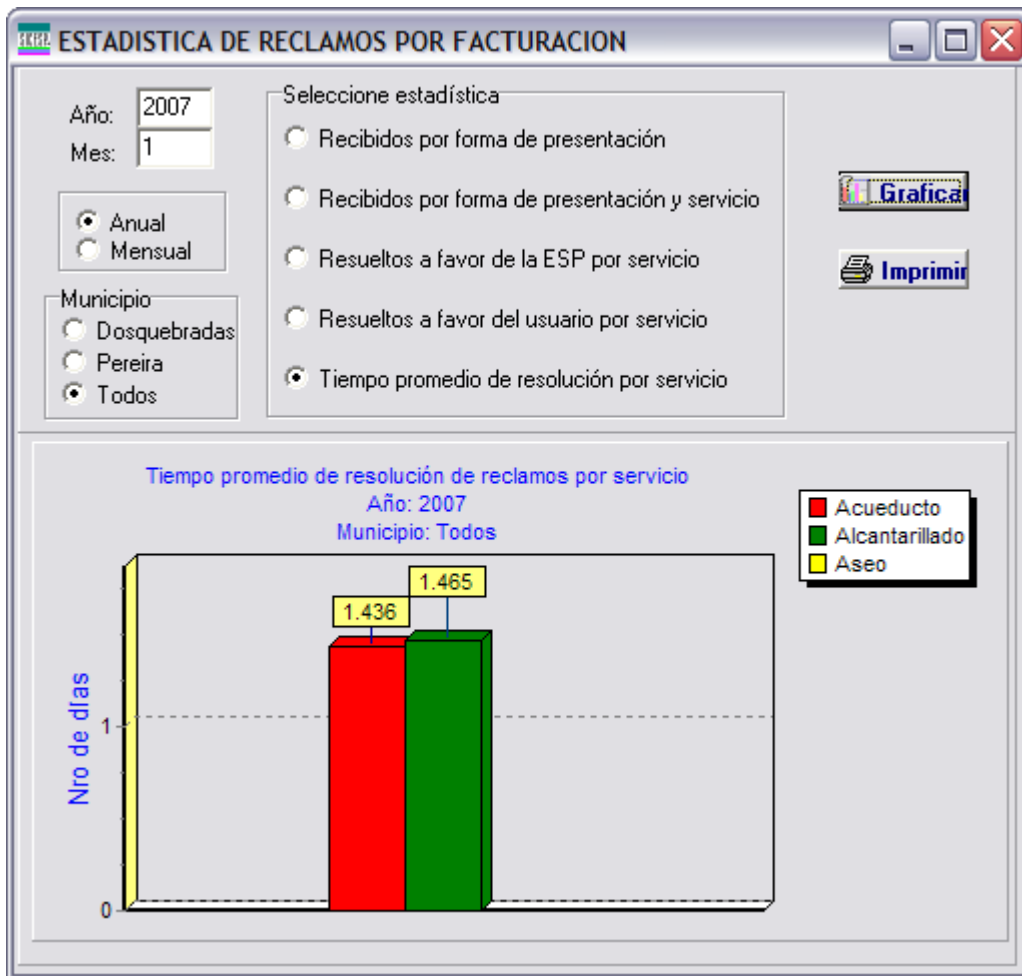 ESTADISTICA DE RECLAMOS POR FACTURACION
Año: 2007
Mes: 1
Anual
Mensual
Municipio
Dosquebradas
Pereira
Todos
Seleccione estadística
Recibidos por forma de presentación
Recibidos por forma de presentación y servicio
Resueltos a favor de la ESP por servicio
Resueltos a favor del usuario por servicio
Tiempo promedio de resolución por servicio
Grafica
Imprimir
Tiempo promedio de resolución de reclamos por servicio
Año: 2007
Municipio: Todos
Acueducto
Alcantarillado
Aseo
1.436
1.465
Nro de días
1
0